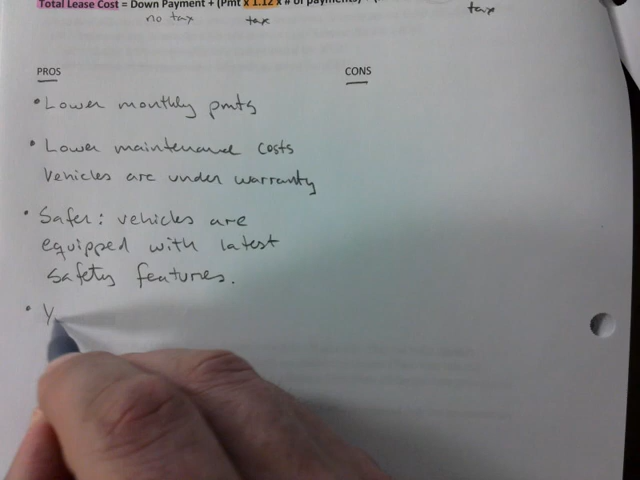 Total Lease Cost = Down Payment + (Pmt x 1.12 x # of payments) +
no tax tax tax
PROS CONS
• Lower monthly pmts
• Lower maintenance costs
Vehicles are under warranty
• Safer: vehicles are
equipped with latest
safety features.
• Y